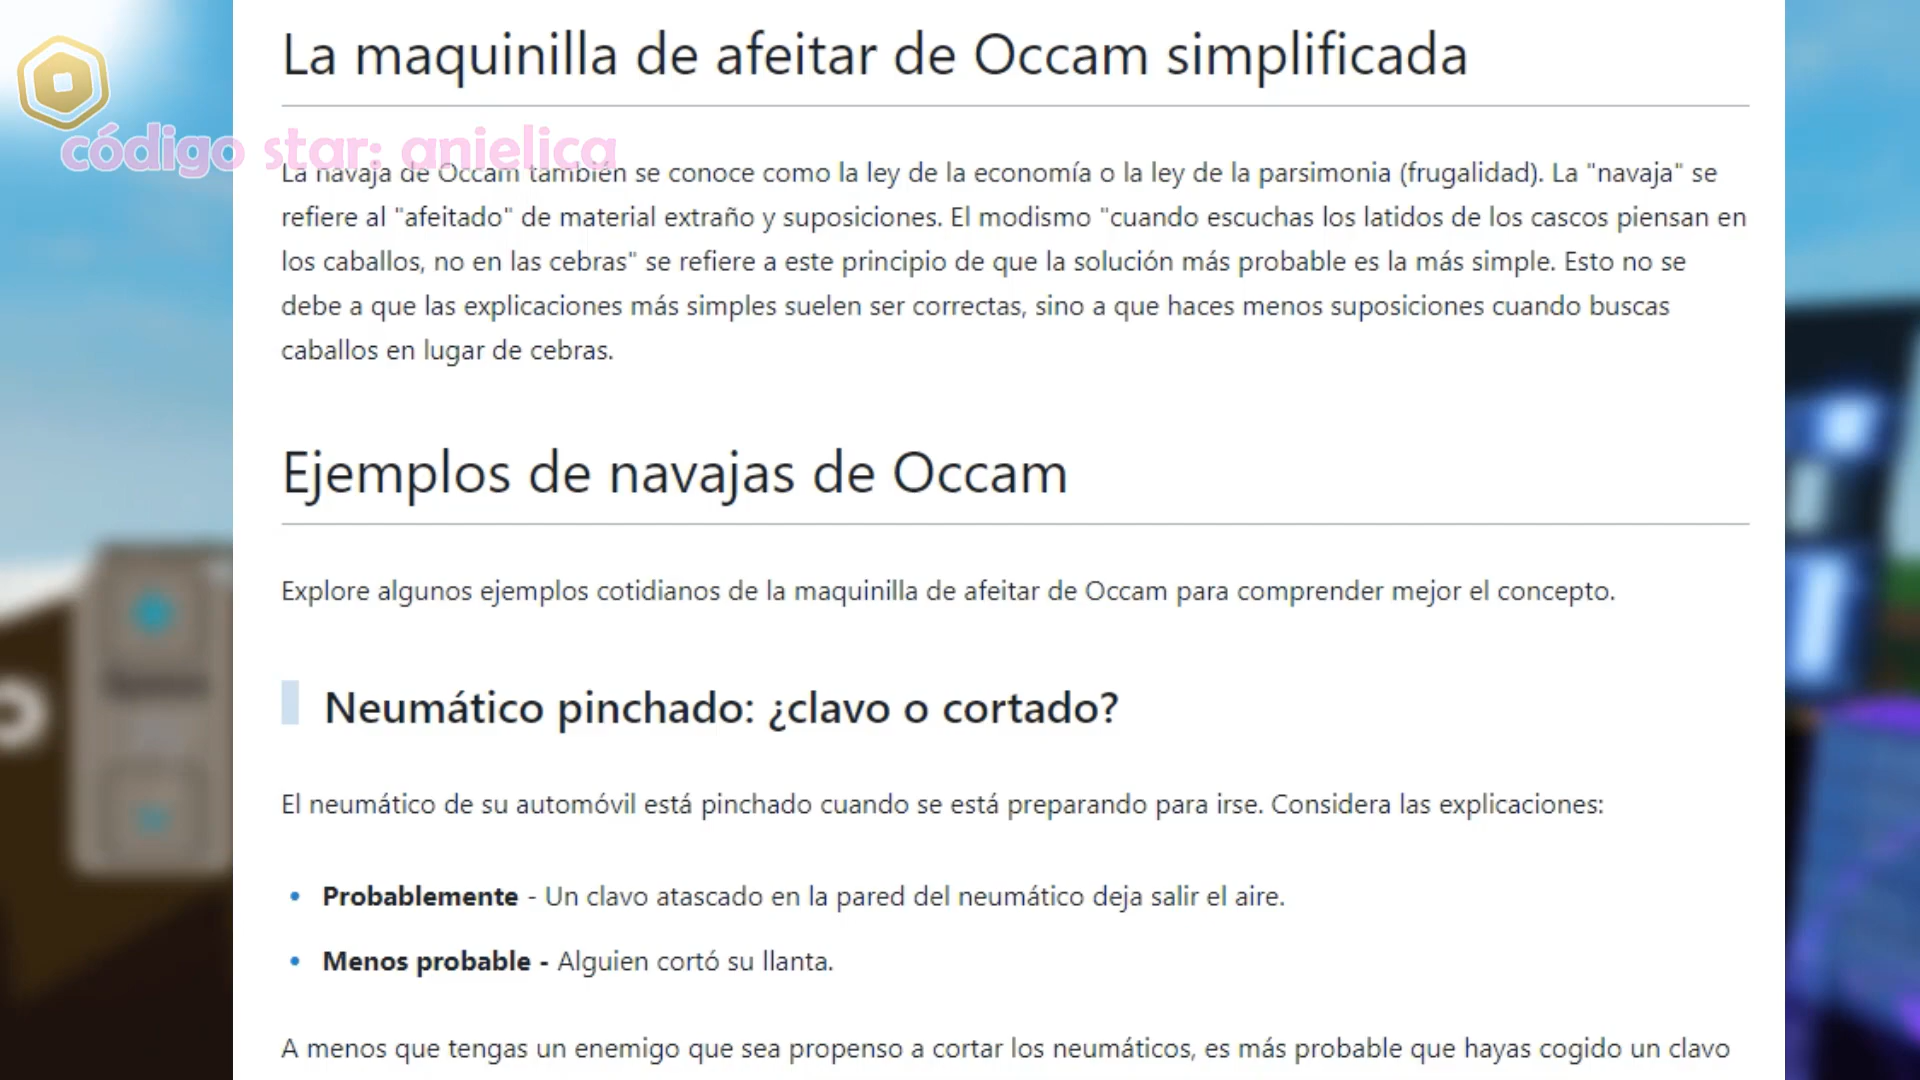 La maquinilla de afeitar de Occam simplificada
código star: anielica
La navaja de Occam también se conoce como la ley de la economía o la ley de la parsimonia (frugalidad). La "navaja" se
refiere al "afeitado" de material extraño y suposiciones. El modismo "cuando escuchas los latidos de los cascos piensan en
los caballos, no en las cebras" se refiere a este principio de que la solución más probable es la más simple. Esto no se
debe a que las explicaciones más simples suelen ser correctas, sino a que haces menos suposiciones cuando buscas
caballos en lugar de cebras.
Ejemplos de navajas de Occam
Explore algunos ejemplos cotidianos de la maquinilla de afeitar de Occam para comprender mejor el concepto.
Neumático pinchado: ¿clavo o cortado?
El neumático de su automóvil está pinchado cuando se está preparando para irse. Considera las explicaciones:
• Probablemente - Un clavo atascado en la pared del neumático deja salir el aire.
• Menos probable - Alguien cortó su llanta.
A menos que tengas un enemigo que sea propenso a cortar los neumáticos, es más probable que hayas cogido un clavo